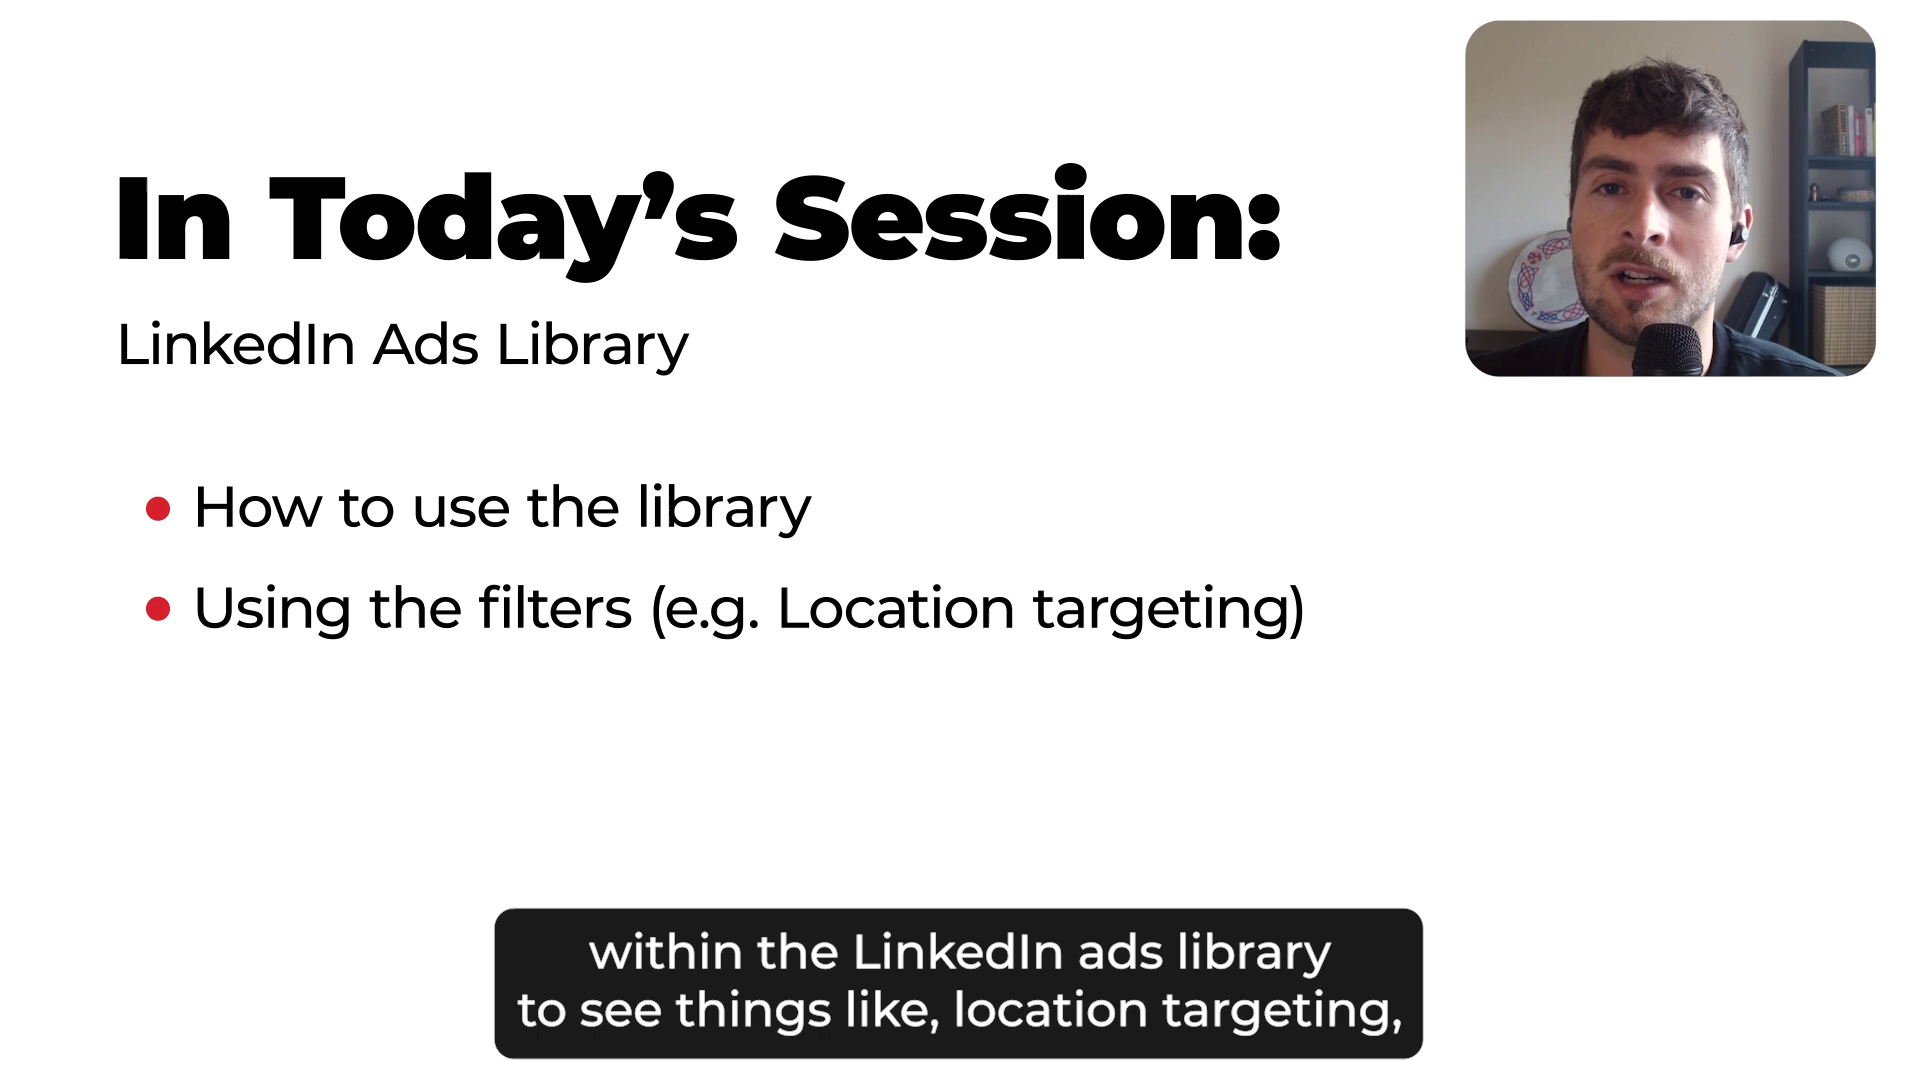 In Today’s Session:
LinkedIn Ads Library
• How to use the library
• Using the filters (e.g. Location targeting)
within the LinkedIn ads library
to see things like, location targeting,